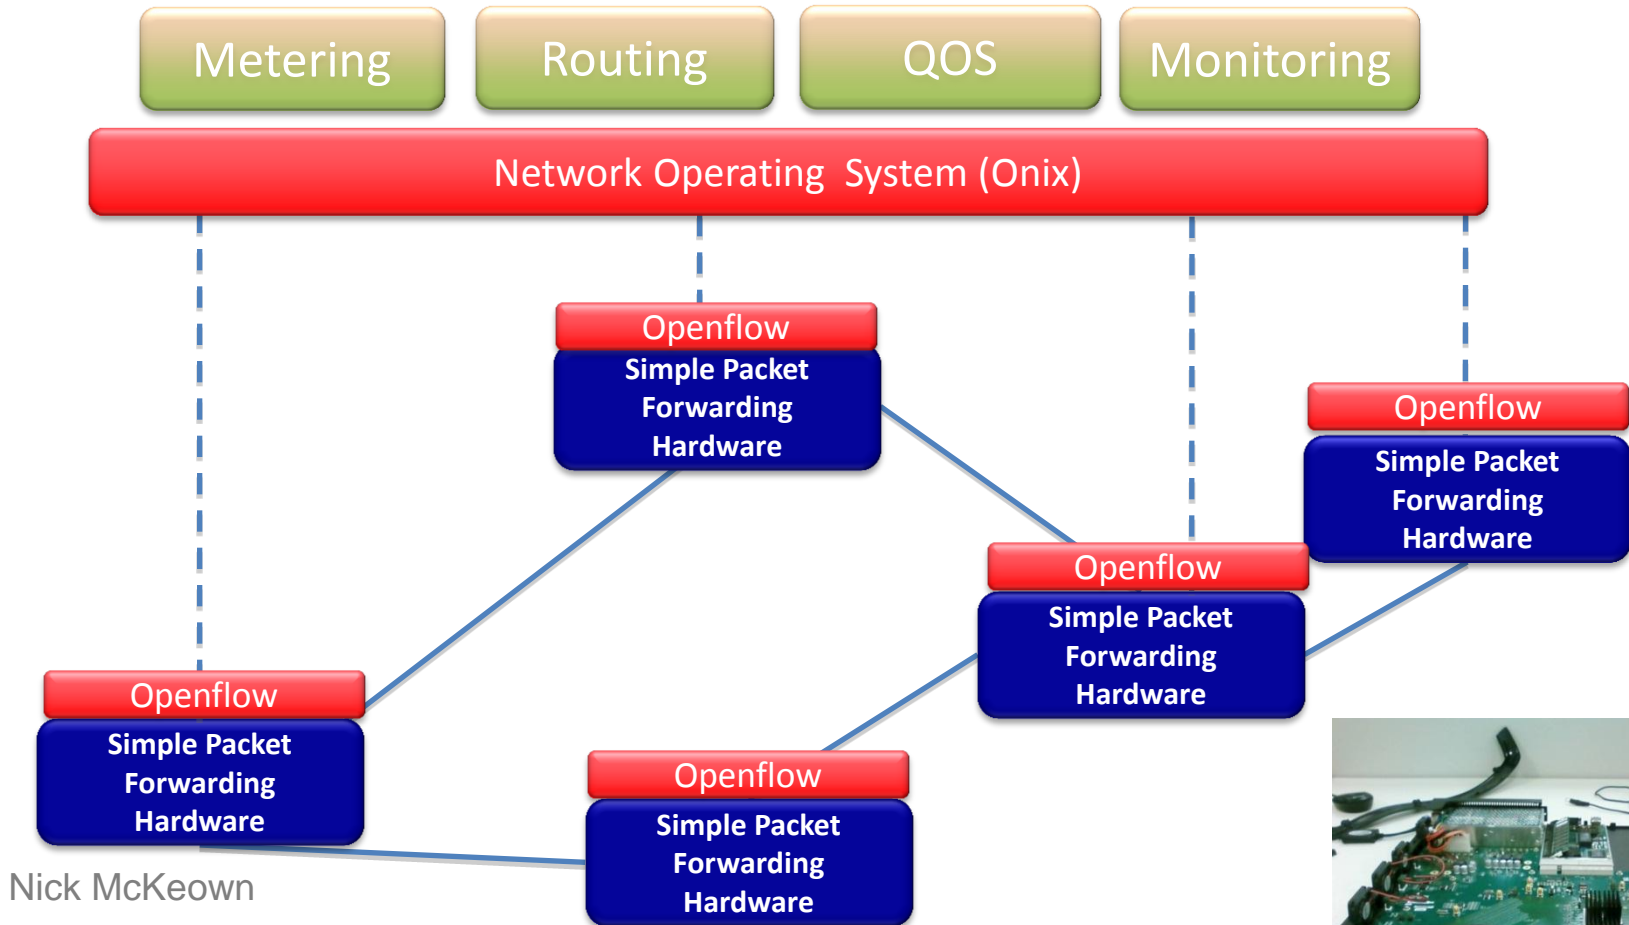 Metering
Routing
QOS
Monitoring
Network Operating System (Onix)
Openflow
Simple Packet
Forwarding
Hardware
Openflow
Simple Packet
Forwarding
Hardware
Openflow
Simple Packet
Forwarding
Hardware
Openflow
Simple Packet
Forwarding
Hardware
Openflow
Simple Packet
Forwarding
Hardware
Nick McKeown